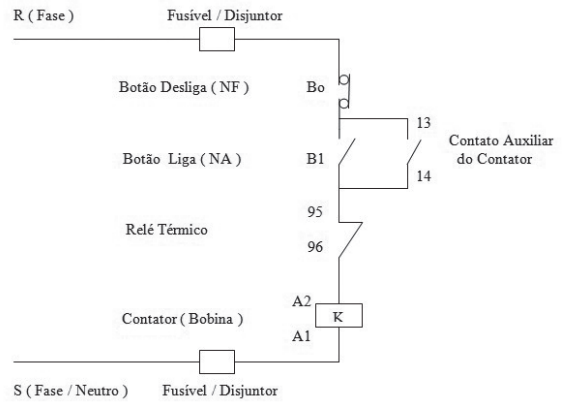 R ( Fase )
Fusível / Disjuntor
Botão Desliga ( NF )
Bo
13
Contato Auxiliar
do Contator
Botão Liga ( NA )
B1
14
95
Relé Térmico
96
A2
Contator ( Bobina )
K
A1
S ( Fase / Neutro )
Fusível / Disjuntor